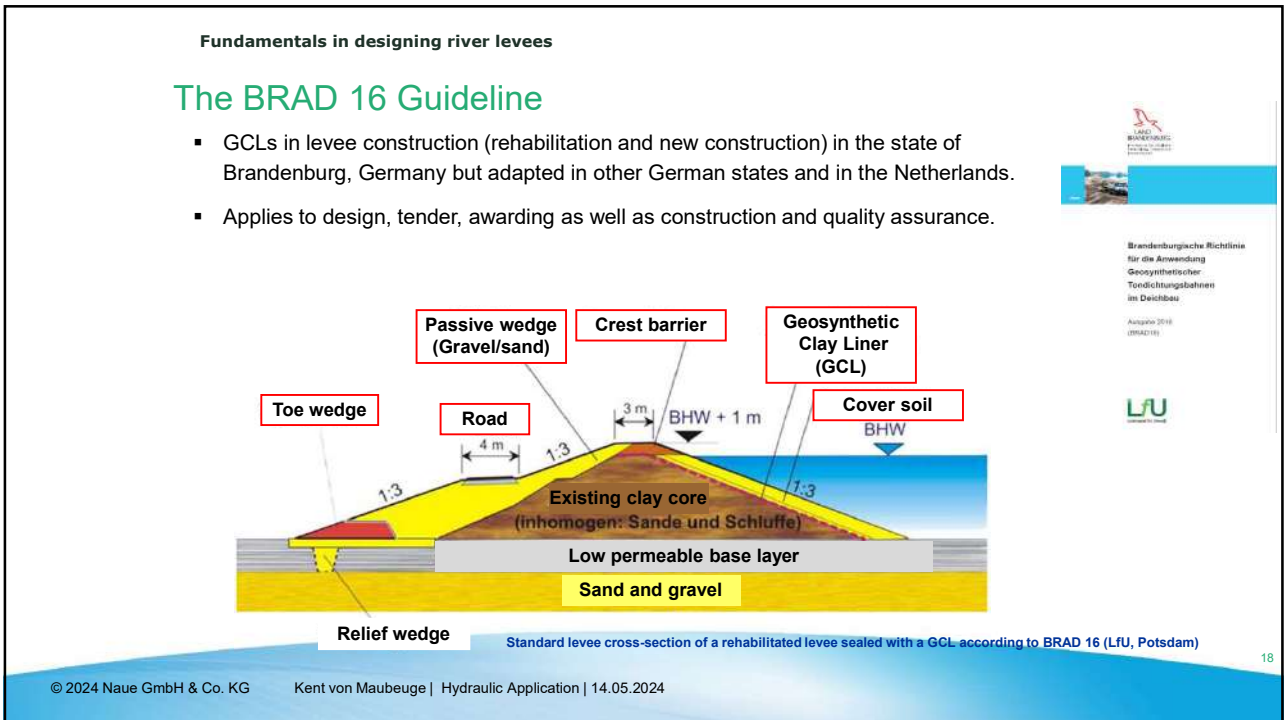 Fundamentals in designing river levees
The BRAD 16 Guideline
▪ GCLs in levee construction (rehabilitation and new construction) in the state of
Brandenburg, Germany but adapted in other German states and in the Netherlands.
▪ Applies to design, tender, awarding as well as construction and quality assurance.
LAND
BRANDENBURG
Brandenburgische Richtlinie
für die Anwendung
Geosynthetischer
Tondichtungsbahnen
im Deichbau
Ausgabe 2016
(BRAD16)
LfU
Passive wedge
(Gravel/sand)
Crest barrier
Geosynthetic
Clay Liner
(GCL)
Toe wedge
Road
Cover soil
3 m
BHW + 1 m
BHW
4 m
1:3
1:3
1:3
Existing clay core
(inhomogen: Sande und Schluffe)
Low permeable base layer
Sand and gravel
Relief wedge
Standard levee cross-section of a rehabilitated levee sealed with a GCL according to BRAD 16 (LfU, Potsdam)
18
© 2024 Naue GmbH & Co. KG Kent von Maubeuge | Hydraulic Application | 14.05.2024